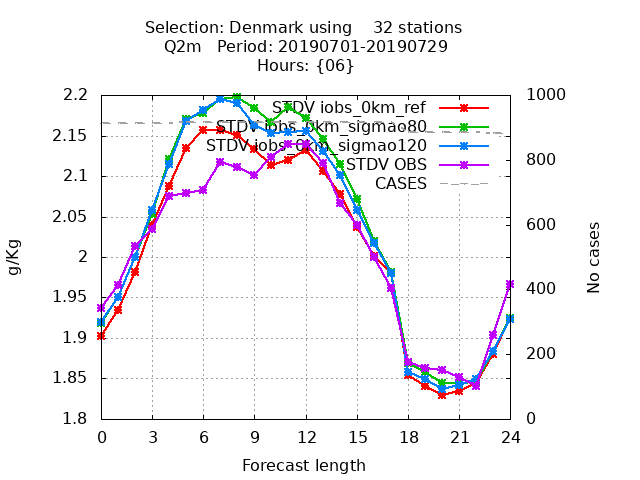 Selection: Denmark using    32 stations
Q2m   Period: 20190701-20190729
Hours: {06}
2.2
2.15
2.1
2.05
2
1.95
1.9
1.85
1.8
g/Kg
STDV iobs_0km_ref
STDV iobs_0km_sigmao80
STDV iobs_0km_sigmao120
STDV OBS
CASES
1000
800
600
400
200
0
No cases
0 3 6 9 12 15 18 21 24
Forecast length